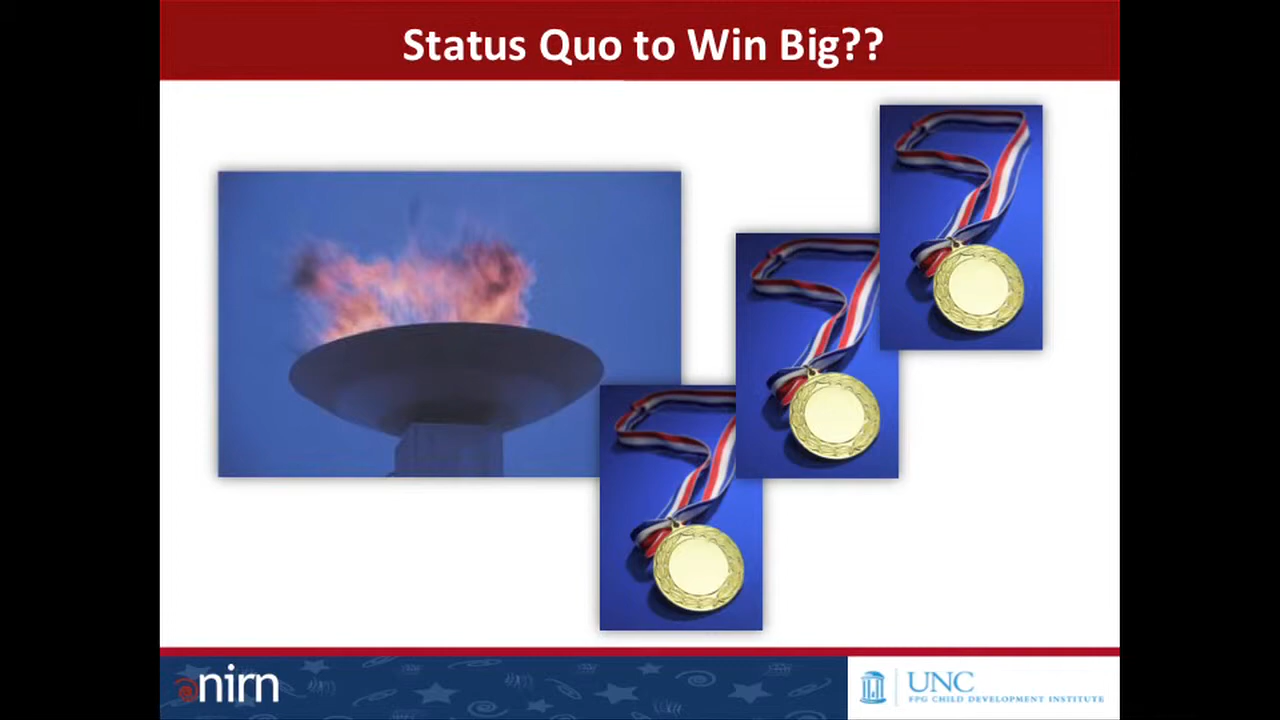 Status Quo to Win Big??
nirn
UNC
FPG CHILD DEVELOPMENT INSTITUTE